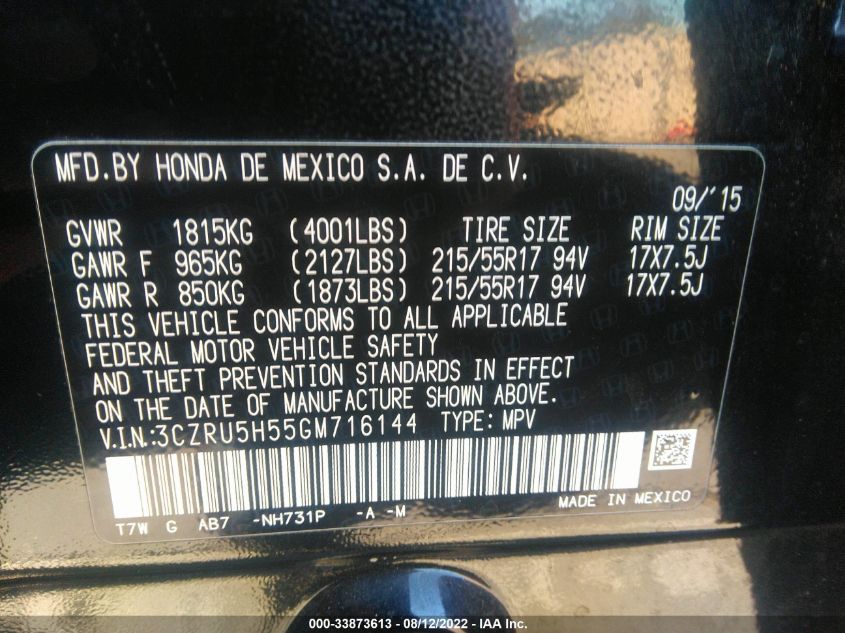 MFD.BY HONDA DE MEXICO S.A. DE C.V.
09/'15
GVWR 1815KG (4001LBS) TIRE SIZE RIM SIZE
GAWR F 965KG (2127LBS) 215/55R17 94V 17X7.5J
GAWR R 850KG (1873LBS) 215/55R17 94V 17X7.5J
THIS VEHICLE CONFORMS TO ALL APPLICABLE
FEDERAL MOTOR VEHICLE SAFETY
AND THEFT PREVENTION STANDARDS IN EFFECT
ON THE DATE OF MANUFACTURE SHOWN ABOVE.
V.I.N.:3CZRU5H55GM716144 TYPE: MPV
T7W G AB7 -NH731P -A -M MADE IN MEXICO
000-33873613 - 08/12/2022 - IAA Inc.